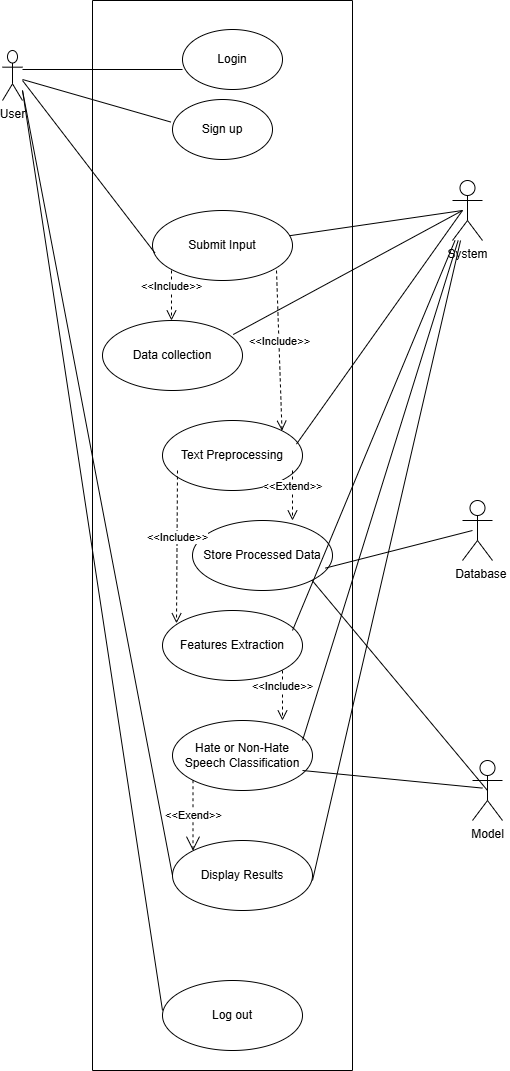 Login
User
Sign up
Submit Input
System
<<Include>>
<<Include>>
Data collection
Text Preprocessing
<<Extend>>
<<Include>>
Store Processed Data
Database
Features Extraction
<<Include>>
Hate or Non-Hate
Speech Classification
<<Exend>>
Model
Display Results
Log out